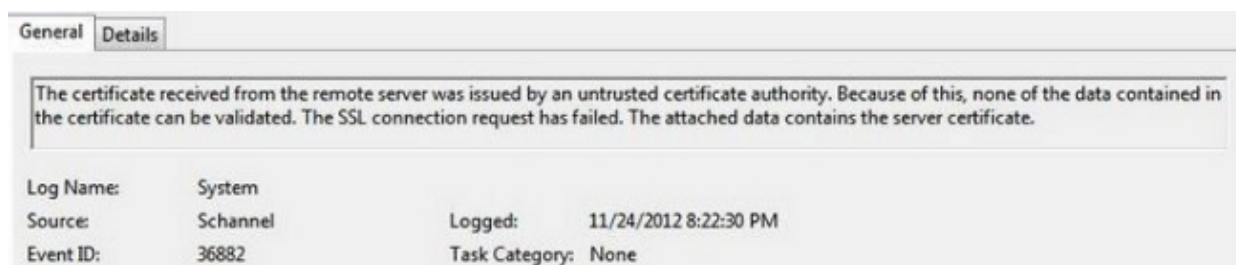 General Details
The certificate received from the remote server was issued by an untrusted certificate authority. Because of this, none of the data contained in
the certificate can be validated. The SSL connection request has failed. The attached data contains the server certificate.
Log Name: System
Source: Schannel Logged: 11/24/2012 8:22:30 PM
Event ID: 36882 Task Category: None